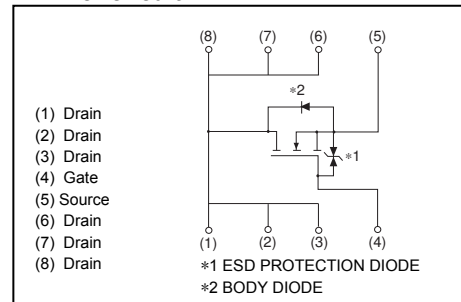 (8) (7) (6) (5)
∗2
∗1
(1) Drain
(2) Drain
(3) Drain
(4) Gate
(5) Source
(6) Drain
(7) Drain
(8) Drain
(1) (2) (3) (4)
∗1 ESD PROTECTION DIODE
∗2 BODY DIODE